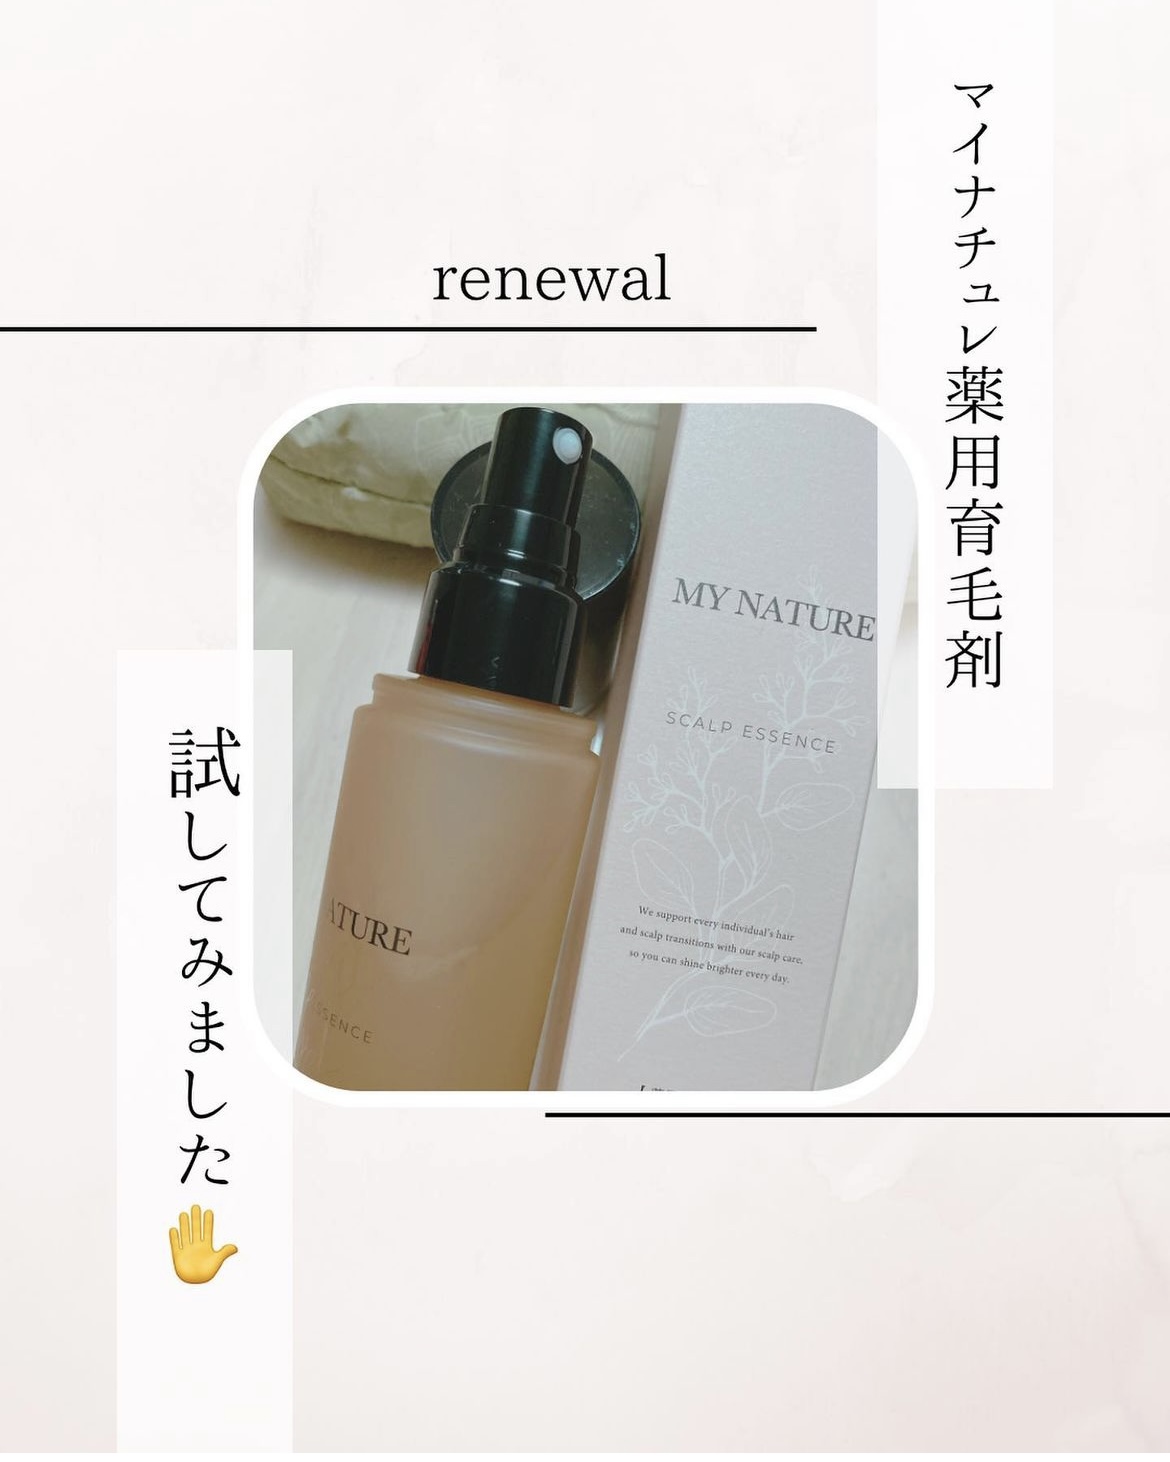 マイナチュレ薬用育毛剤
renewal
MY NATURE
SCALP ESSENCE
We support every individual's hair
and scalp transitions with our scalp care,
so you can shine brighter every day.
ATURE
ESSENCE
試してみました✋